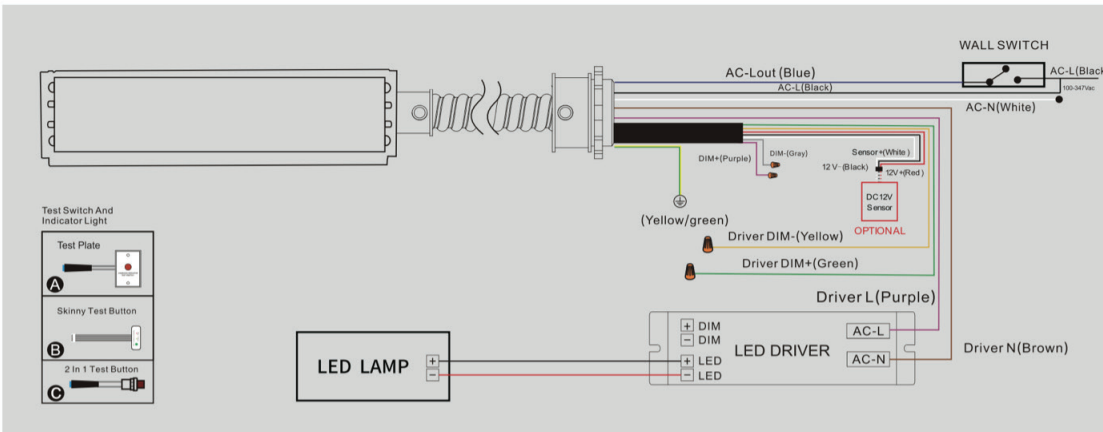 WALL SWITCH
AC-Lout (Blue)
AC-L(Black
AC-L(Black)
100-347Vac
AC-N(White)
DIM-(Gray)
DIM+(Purple)
Sensor+(White)
12 V- (Black)
12V+(Red)
DC12V
Sensor
OPTIONAL
(Yellow/green)
Driver DIM-(Yellow)
Driver DIM+(Green)
Driver L(Purple)
Driver N(Brown)
Test Switch And
Indicator Light
Test Plate
A
Skinny Test Button
B
2 In 1 Test Button
C
LED LAMP
+
−
+ DIM
− DIM
+ LED
− LED
LED DRIVER
AC-L
AC-N